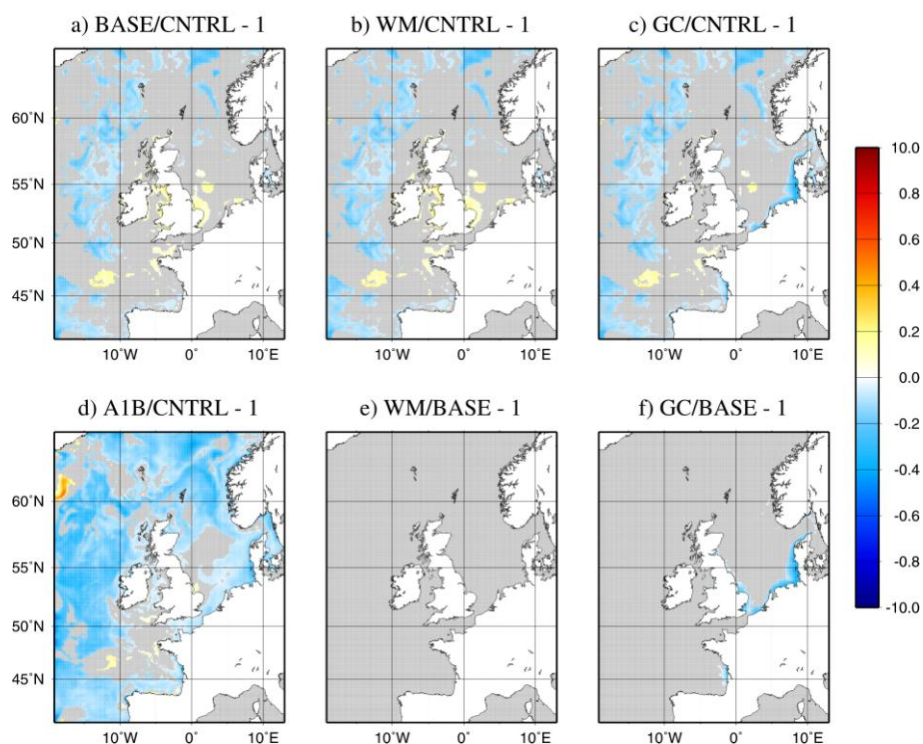 a) BASE/CNTRL - 1 b) WM/CNTRL - 1 c) GC/CNTRL - 1
60˚N
55˚N
50˚N
45˚N
10˚W 0˚ 10˚E 10˚W 0˚ 10˚E 10˚W 0˚ 10˚E
d) A1B/CNTRL - 1 e) WM/BASE - 1 f) GC/BASE - 1
60˚N
55˚N
50˚N
45˚N
10˚W 0˚ 10˚E 10˚W 0˚ 10˚E 10˚W 0˚ 10˚E
10.0
0.8
0.6
0.4
0.2
0.0
-0.2
-0.4
-0.6
-0.8
-10.0